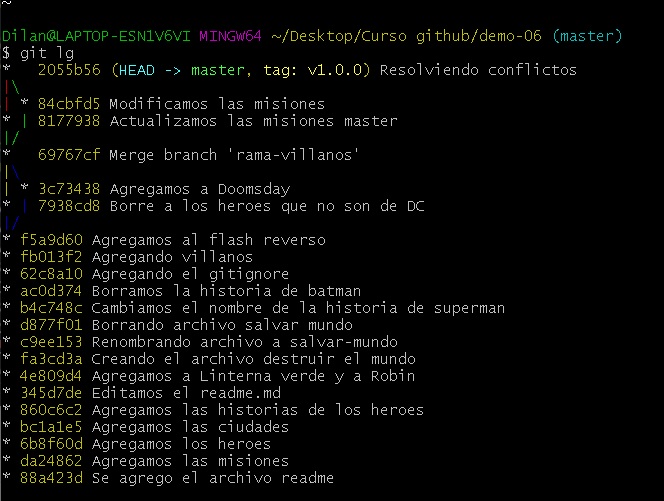 ~
Dilan@LAPTOP-ESN1V6VI MINGW64 ~/Desktop/Curso github/demo-06 (master)
$ git lg
*   2055b56 (HEAD -> master, tag: v1.0.0) Resolviendo conflictos
|\
| * 84cbfd5 Modificamos las misiones
* | 8177938 Actualizamos las misiones master
|/
*   69767cf Merge branch 'rama-villanos'
|\
| * 3c73438 Agregamos a Doomsday
* | 7938cd8 Borre a los heroes que no son de DC
|/
* f5a9d60 Agregamos al flash reverso
* fb013f2 Agregando villanos
* 62c8a10 Agregando el gitignore
* ac0d374 Borramos la historia de batman
* b4c748c Cambiamos el nombre de la historia de superman
* d877f01 Borrando archivo salvar mundo
* c9ee153 Renombrando archivo a salvar-mundo
* fa3cd3a Creando el archivo destruir el mundo
* 4e809d4 Agregamos a Linterna verde y a Robin
* 345d7de Editamos el readme.md
* 860c6c2 Agregamos las historias de los heroes
* bc1a1e5 Agregamos las ciudades
* 6b8f60d Agregamos los heroes
* da24862 Agregamos las misiones
* 88a423d Se agrego el archivo readme